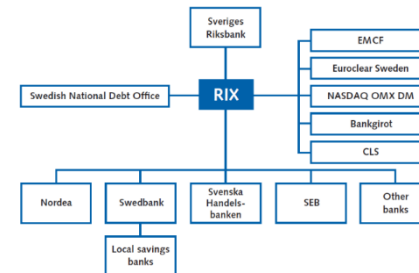 Sveriges
Riksbank
EMCF
Euroclear Sweden
Swedish National Debt Office
RIX
NASDAQ OMX DM
Bankgirot
CLS
Nordea
Swedbank
Svenska
Handels-
banken
SEB
Other
banks
Local savings
banks